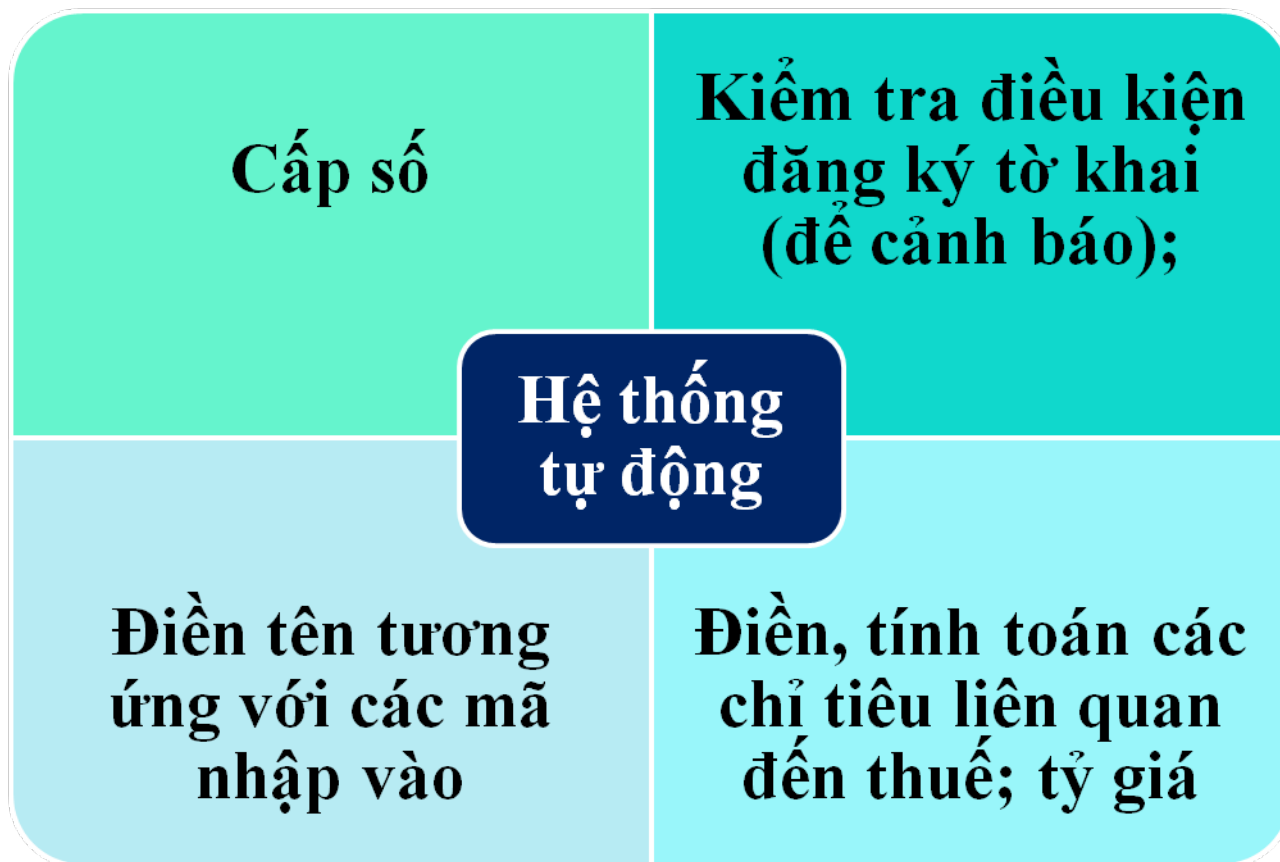 Cấp số
Kiểm tra điều kiện
đăng ký tờ khai
(để cảnh báo);
Hệ thống
tự động
Điền tên tương
ứng với các mã
nhập vào
Điền, tính toán các
chỉ tiêu liên quan
đến thuế; tỷ giá